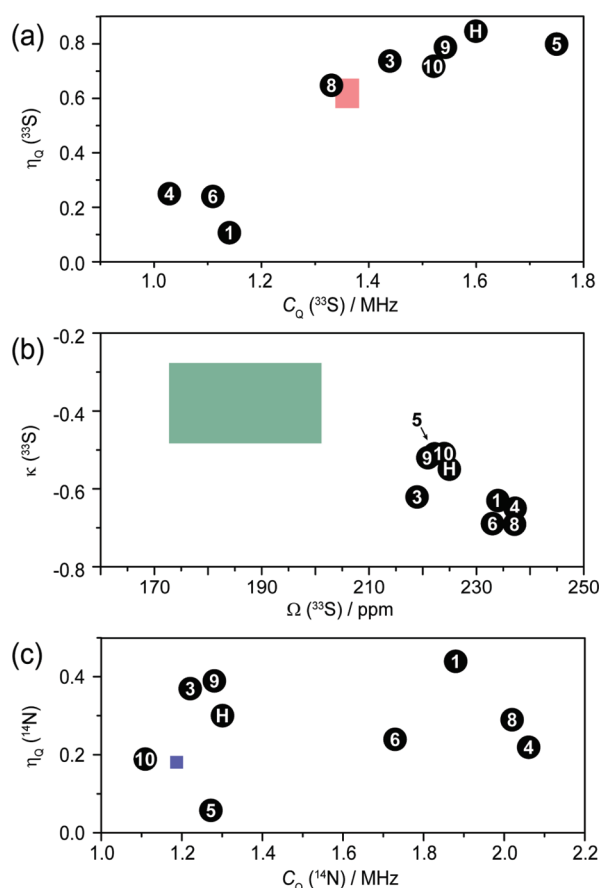 (a)
0.8
0.6
0.4
0.2
0.0
ηQ (³³S)
H
9
5
3
10
8
4
6
1
1.0 1.2 1.4 1.6 1.8
CQ (³³S) / MHz
(b)
-0.2
-0.4
-0.6
-0.8
κ (³³S)
5
9
10
H
3
1
4
6
8
170 190 210 230 250
Ω (³³S) / ppm
(c)
0.4
0.2
0.0
ηQ (¹⁴N)
1
9
3
H
8
6
4
10
5
1.0 1.2 1.4 1.6 1.8 2.0 2.2
CQ (¹⁴N) / MHz